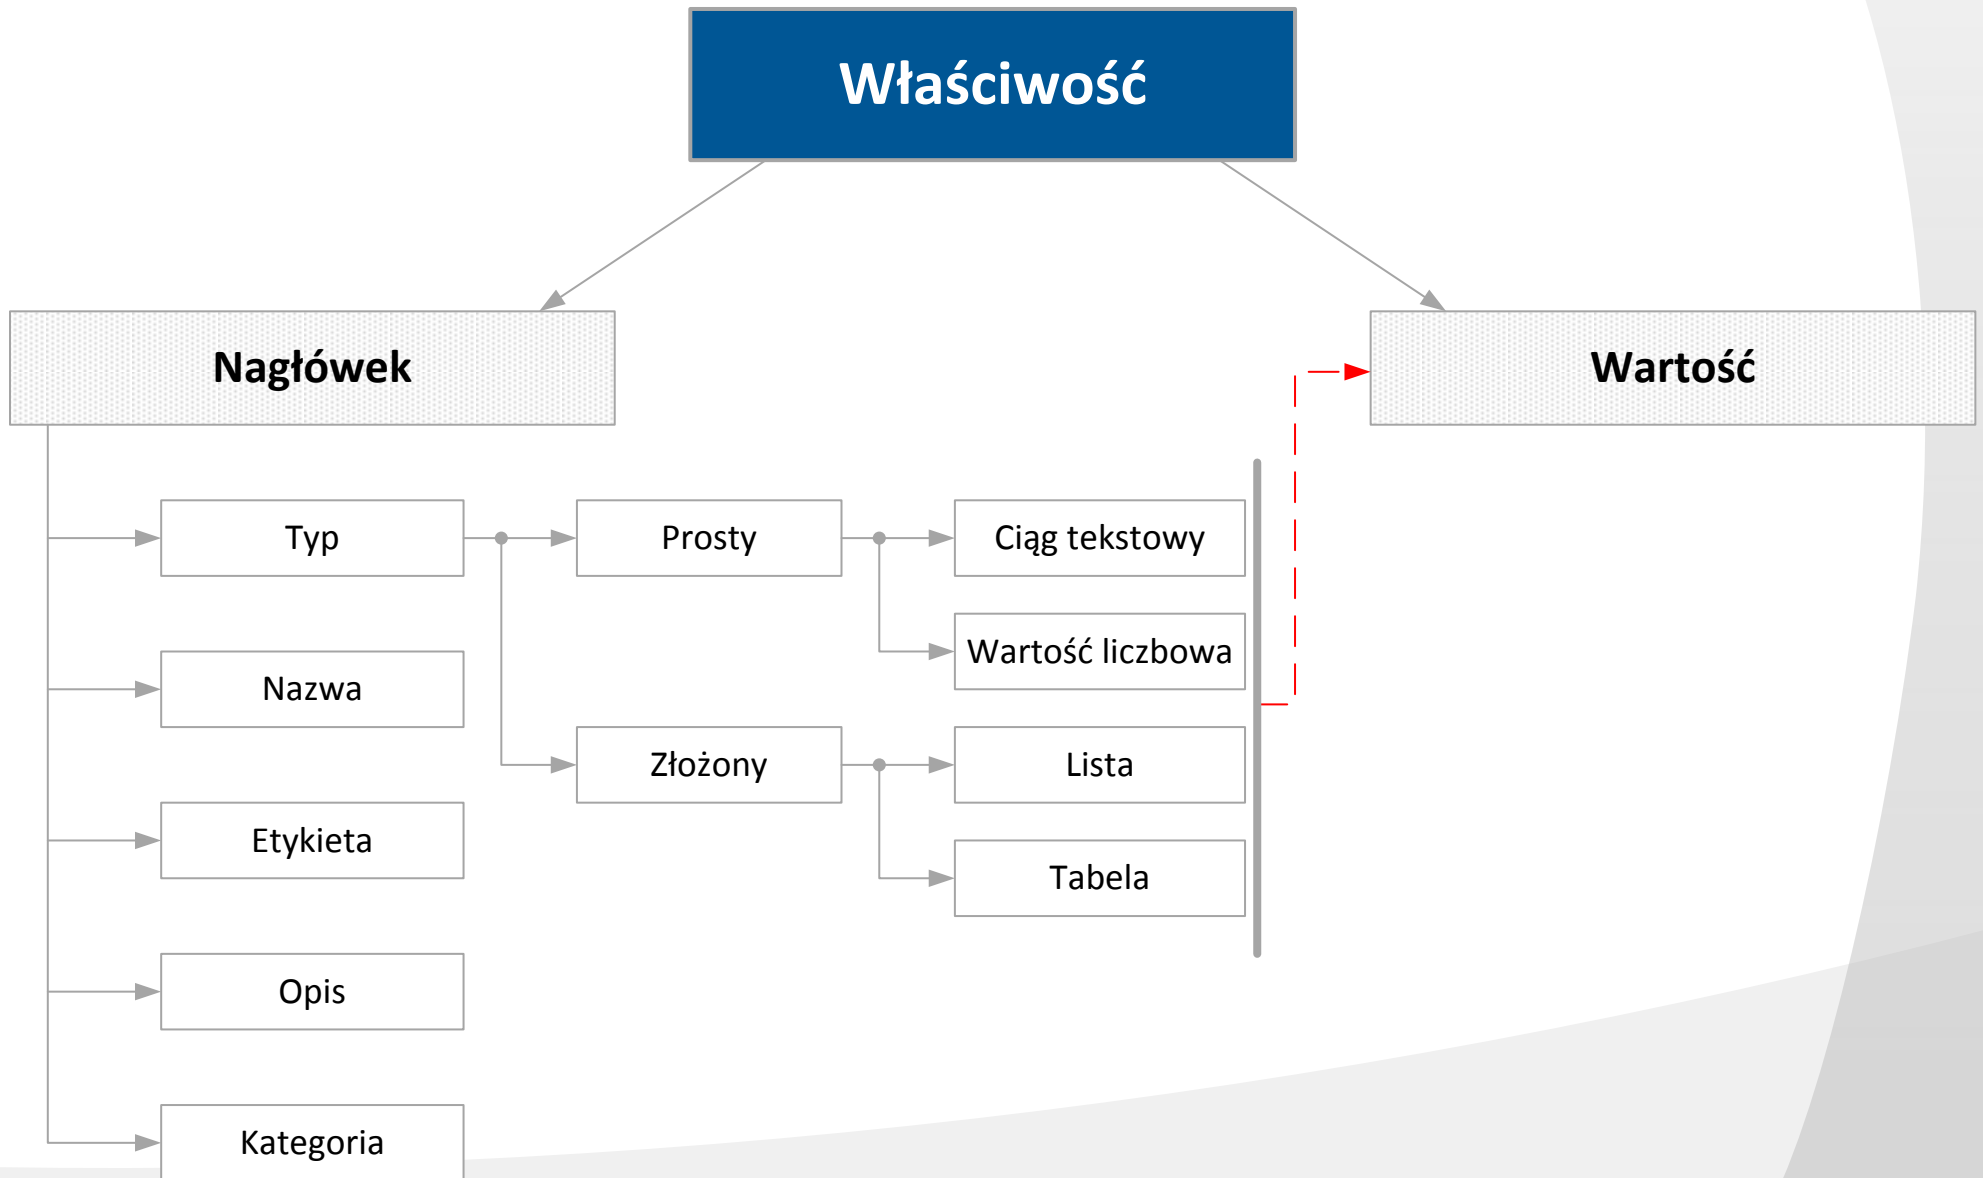 Właściwość
Nagłówek
Wartość
Typ
Prosty
Ciąg tekstowy
Wartość liczbowa
Nazwa
Złożony
Lista
Etykieta
Tabela
Opis
Kategoria